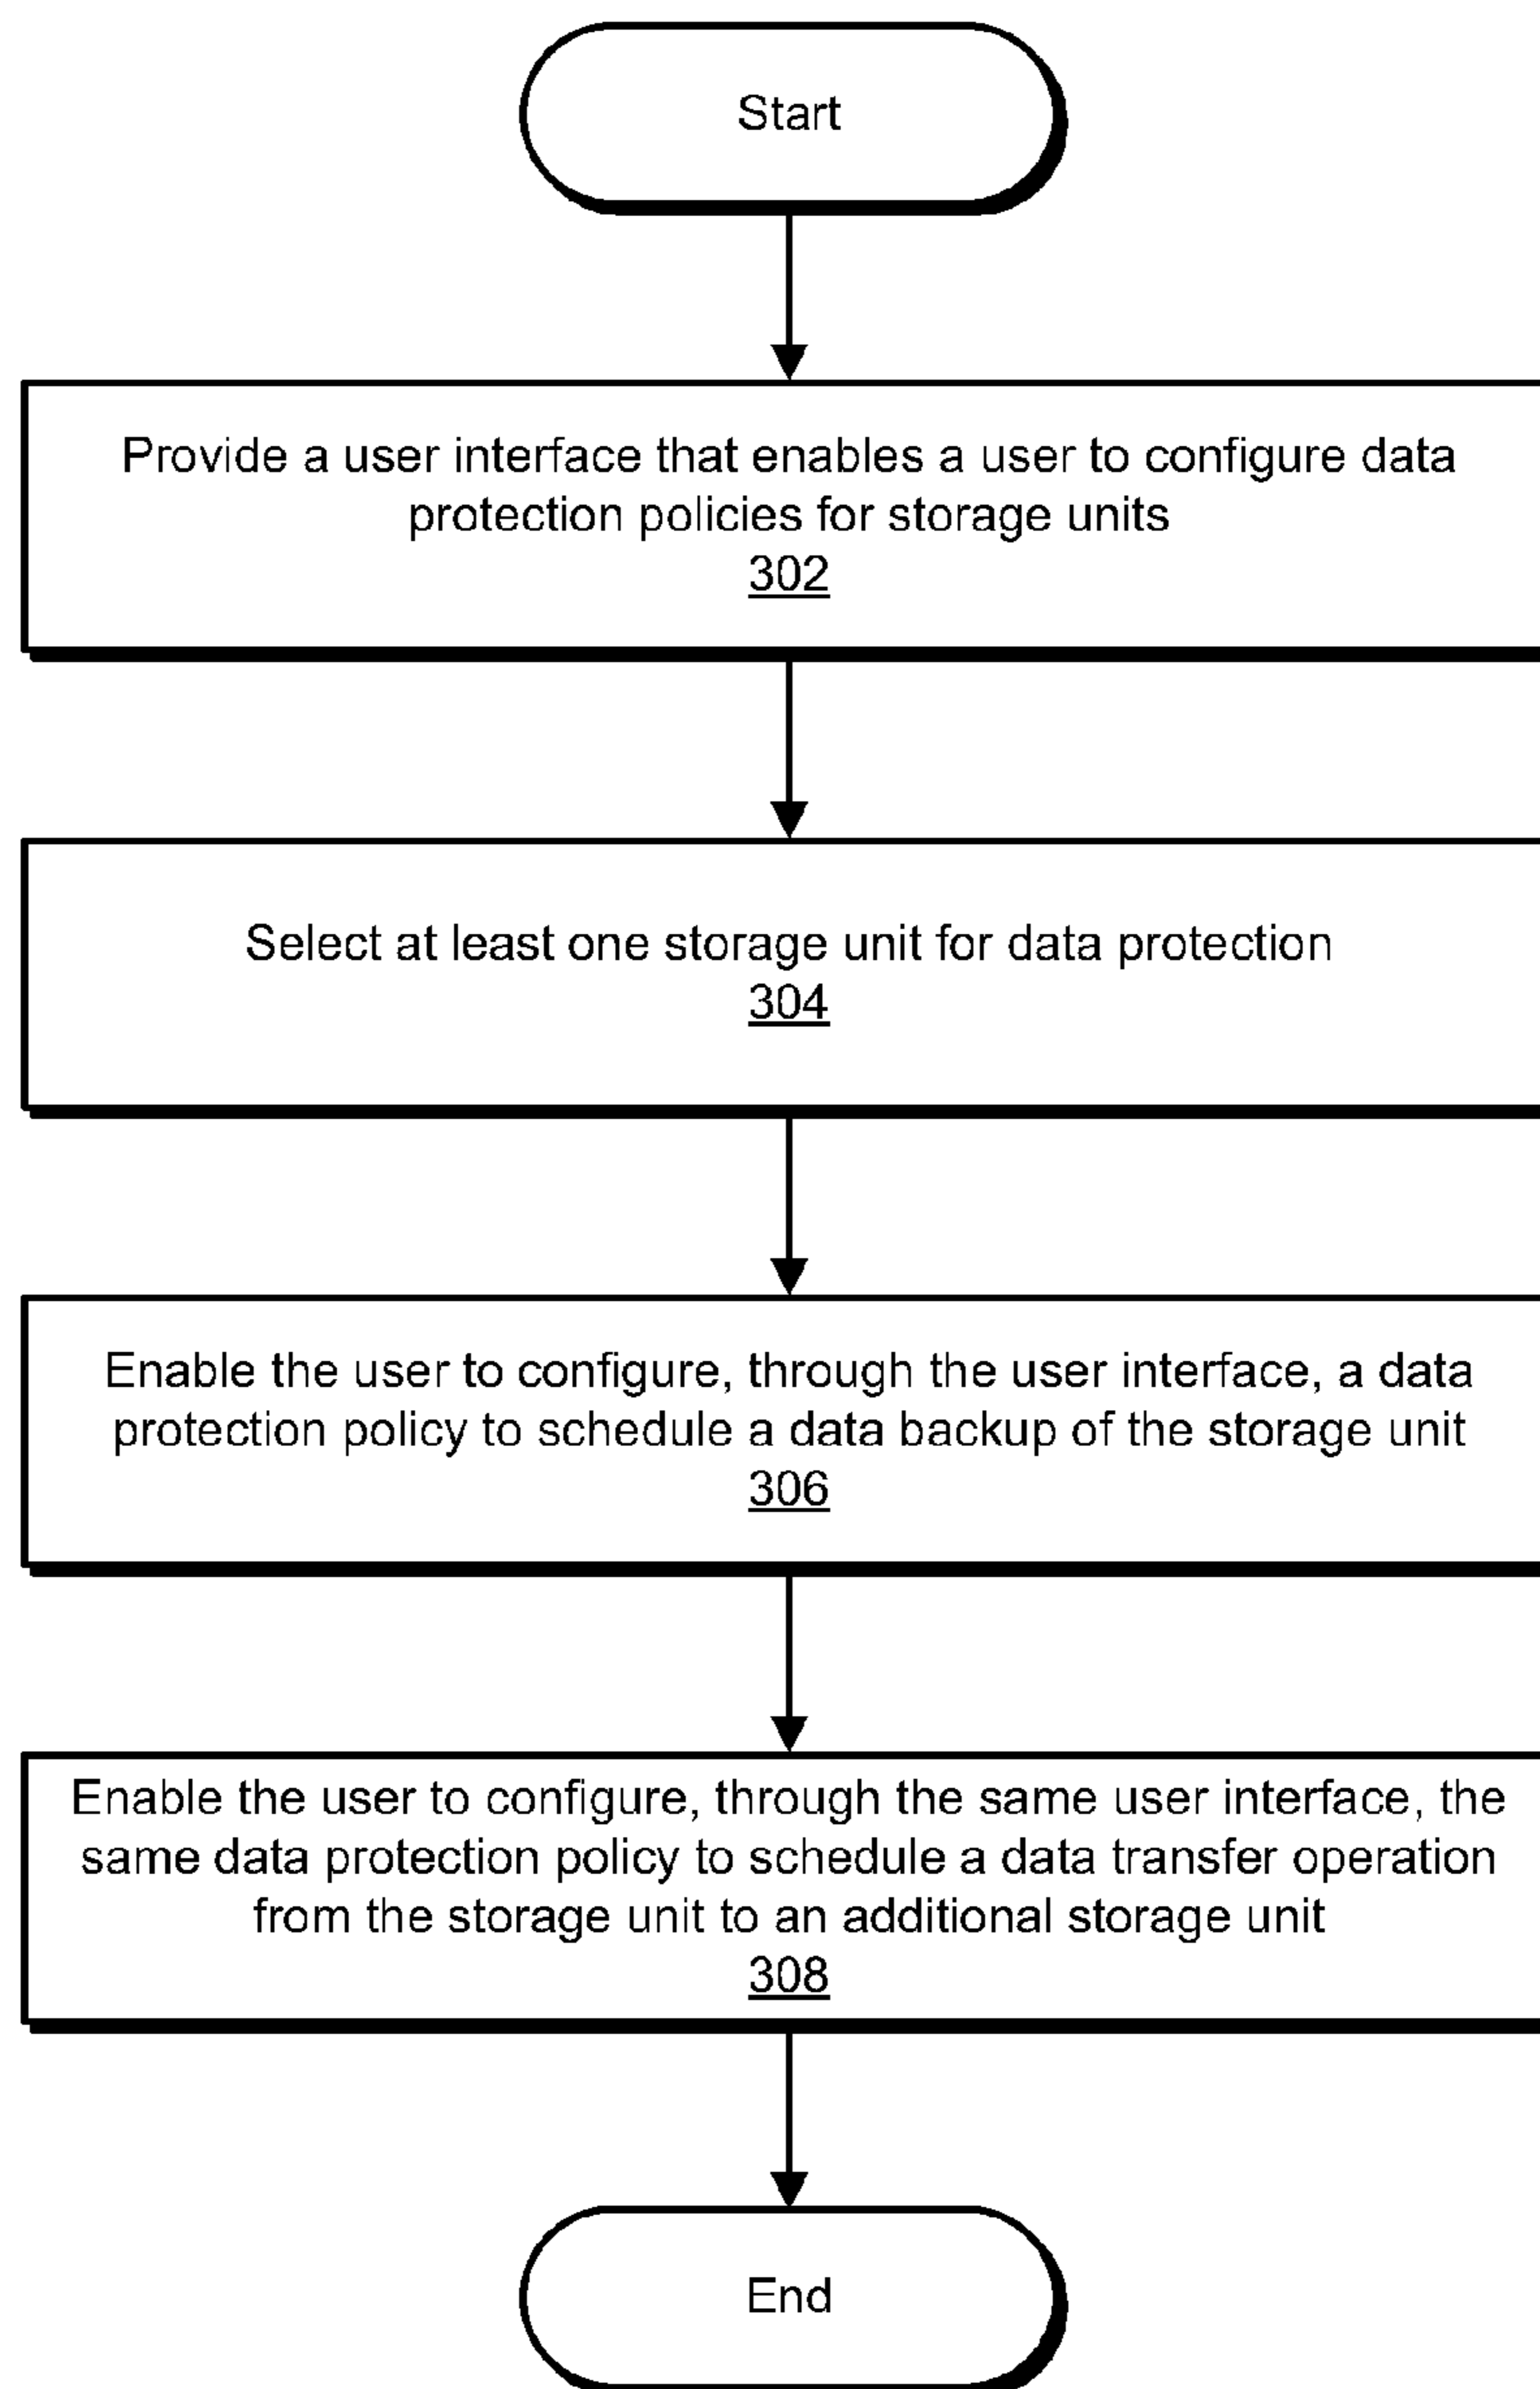 Start
Provide a user interface that enables a user to configure data
protection policies for storage units
302
Select at least one storage unit for data protection
304
Enable the user to configure, through the user interface, a data
protection policy to schedule a data backup of the storage unit
306
Enable the user to configure, through the same user interface, the
same data protection policy to schedule a data transfer operation
from the storage unit to an additional storage unit
308
End